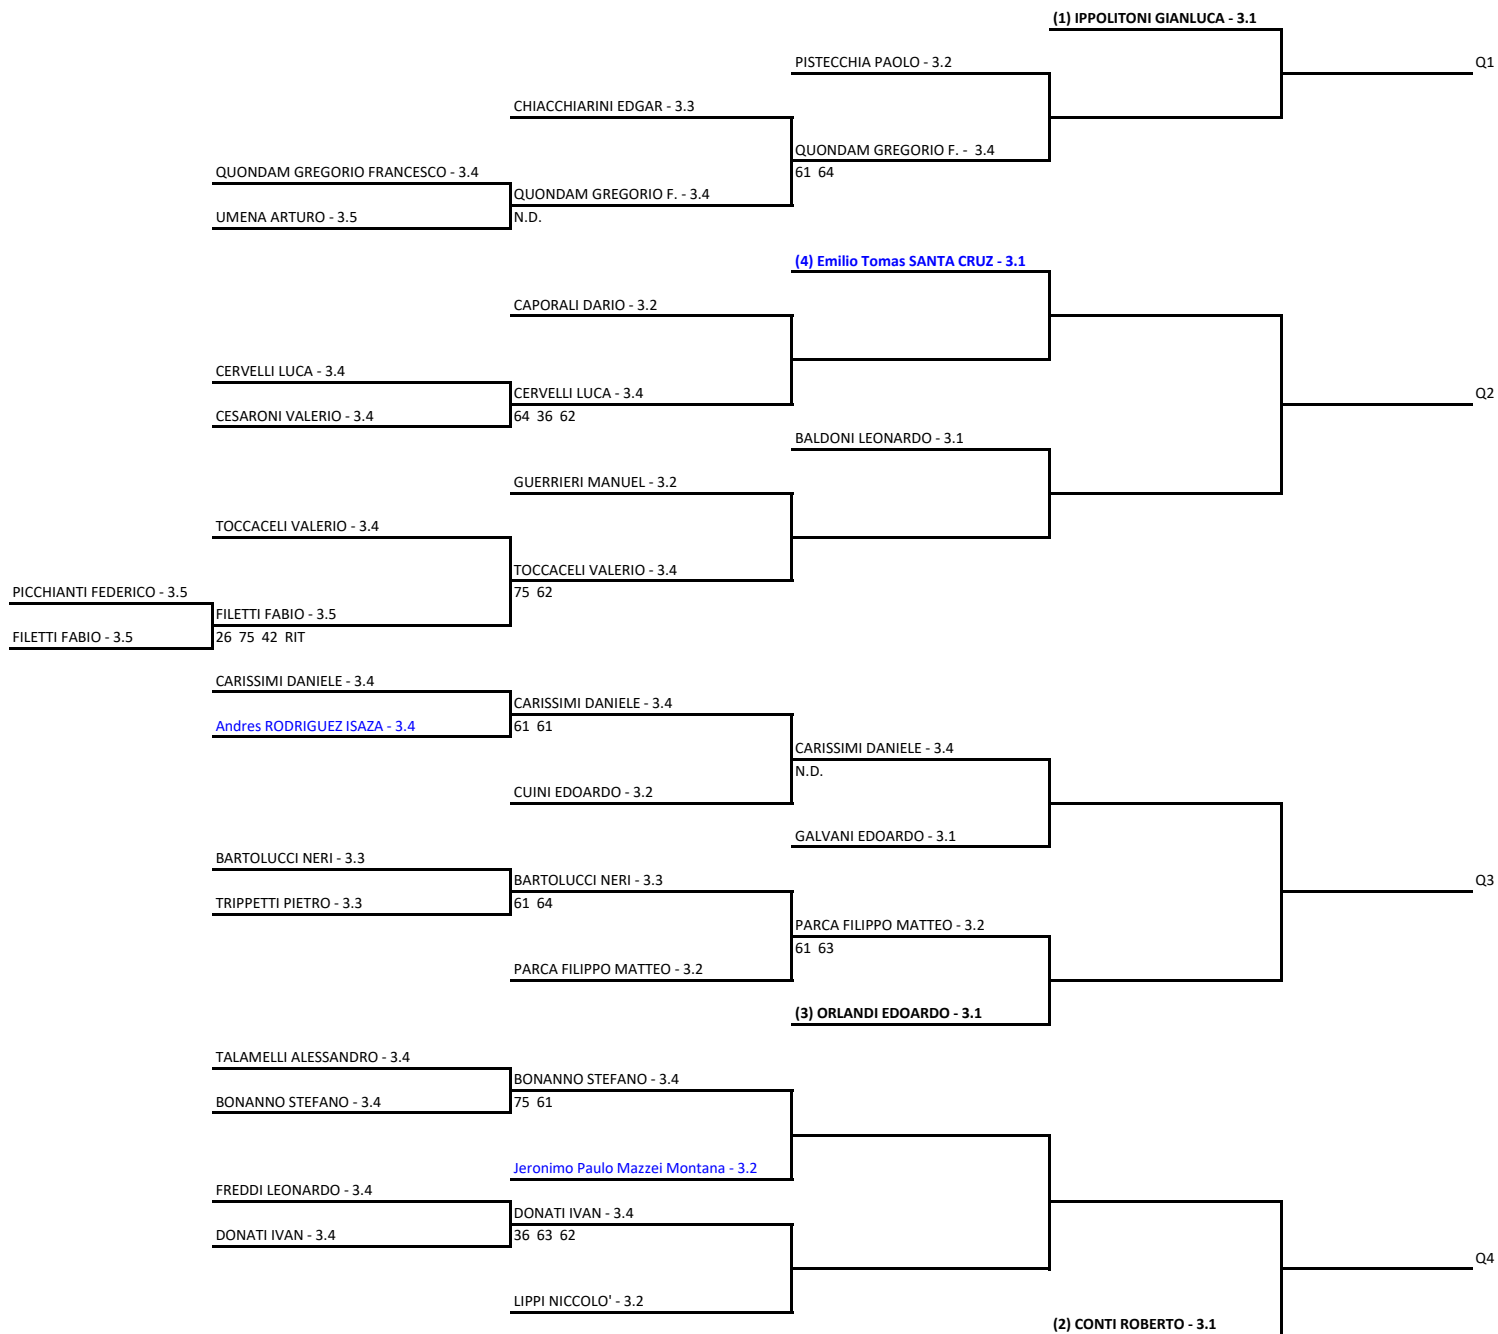 (1) IPPOLITONI GIANLUCA - 3.1
PISTECCHIA PAOLO - 3.2
Q1
CHIACCHIARINI EDGAR - 3.3
QUONDAM GREGORIO F. -  3.4
61  64
QUONDAM GREGORIO FRANCESCO - 3.4
QUONDAM GREGORIO F. - 3.4
UMENA ARTURO - 3.5
N.D.
(4) Emilio Tomas SANTA CRUZ - 3.1
CAPORALI DARIO - 3.2
CERVELLI LUCA - 3.4
CERVELLI LUCA - 3.4
Q2
CESARONI VALERIO - 3.4
64  36  62
BALDONI LEONARDO - 3.1
GUERRIERI MANUEL - 3.2
TOCCACELI VALERIO - 3.4
TOCCACELI VALERIO - 3.4
PICCHIANTI FEDERICO - 3.5
75  62
FILETTI FABIO - 3.5
FILETTI FABIO - 3.5
26  75  42  RIT
CARISSIMI DANIELE - 3.4
CARISSIMI DANIELE - 3.4
Andres RODRIGUEZ ISAZA - 3.4
61  61
CARISSIMI DANIELE - 3.4
N.D.
CUINI EDOARDO - 3.2
GALVANI EDOARDO - 3.1
BARTOLUCCI NERI - 3.3
BARTOLUCCI NERI - 3.3
Q3
TRIPPETTI PIETRO - 3.3
61  64
PARCA FILIPPO MATTEO - 3.2
61  63
PARCA FILIPPO MATTEO - 3.2
(3) ORLANDI EDOARDO - 3.1
TALAMELLI ALESSANDRO - 3.4
BONANNO STEFANO - 3.4
BONANNO STEFANO - 3.4
75  61
Jeronimo Paulo Mazzei Montana - 3.2
FREDDI LEONARDO - 3.4
DONATI IVAN - 3.4
DONATI IVAN - 3.4
36  63  62
Q4
LIPPI NICCOLO' - 3.2
(2) CONTI ROBERTO - 3.1